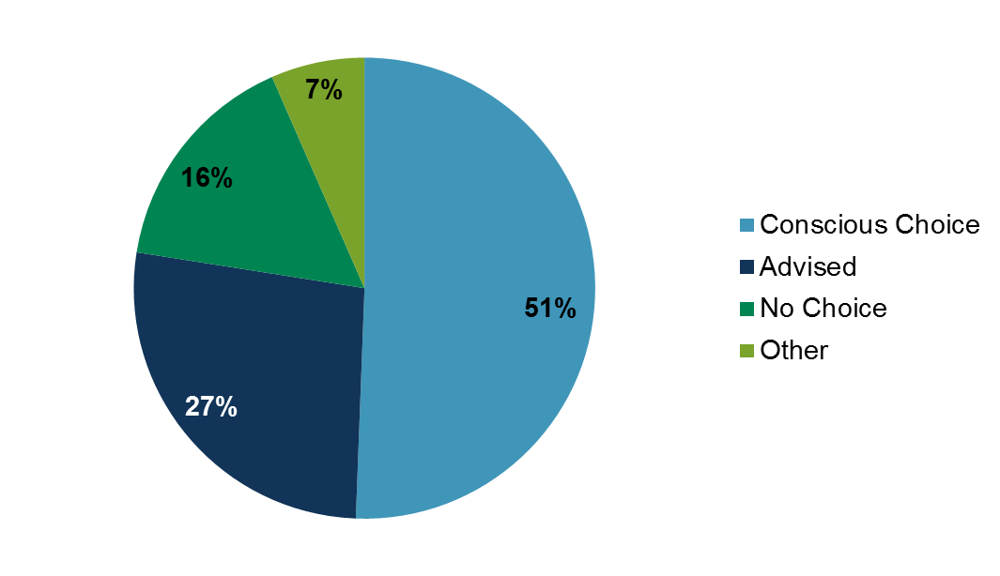 7%
16%
51%
27%
Conscious Choice
Advised
No Choice
Other